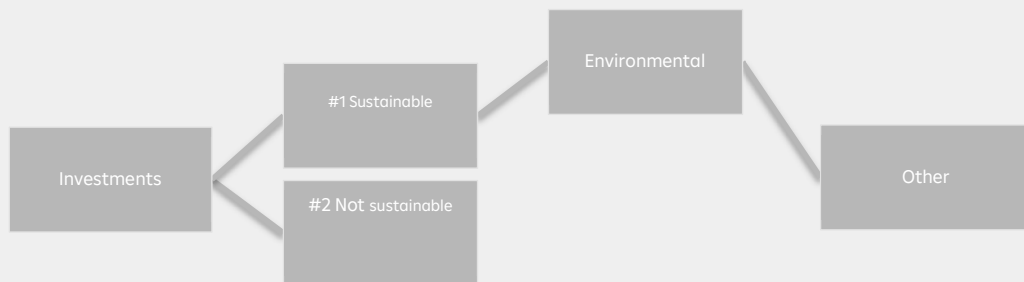 Investments
#1 Sustainable
#2 Not sustainable
Environmental
Other